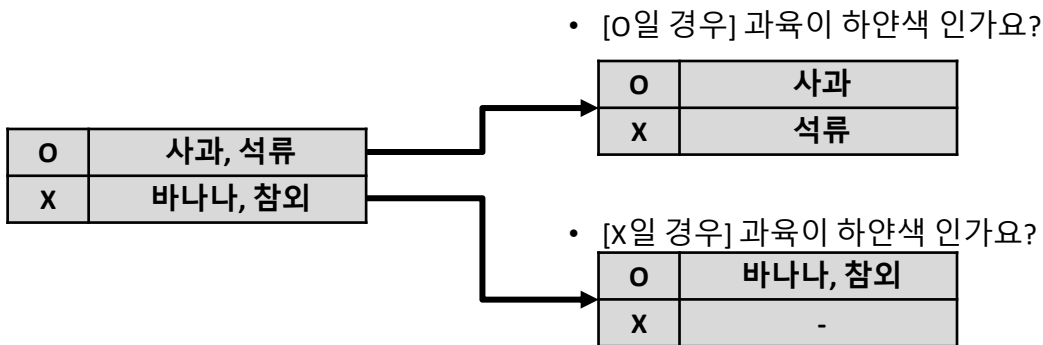 • [O일 경우] 과육이 하얀색 인가요?
O 사과
X 석류
O 사과, 석류
X 바나나, 참외
• [X일 경우] 과육이 하얀색 인가요?
O 바나나, 참외
X -